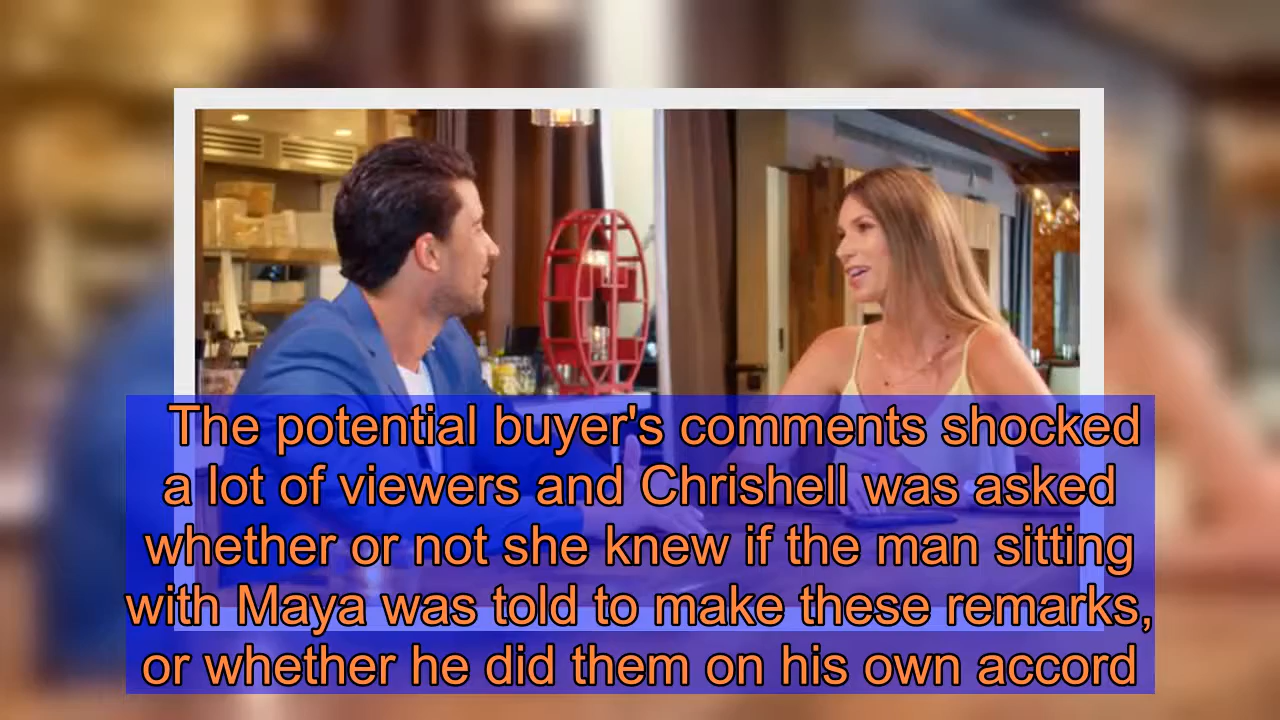 The potential buyer's comments shocked
a lot of viewers and Chrishell was asked
whether or not she knew if the man sitting
with Maya was told to make these remarks,
or whether he did them on his own accord